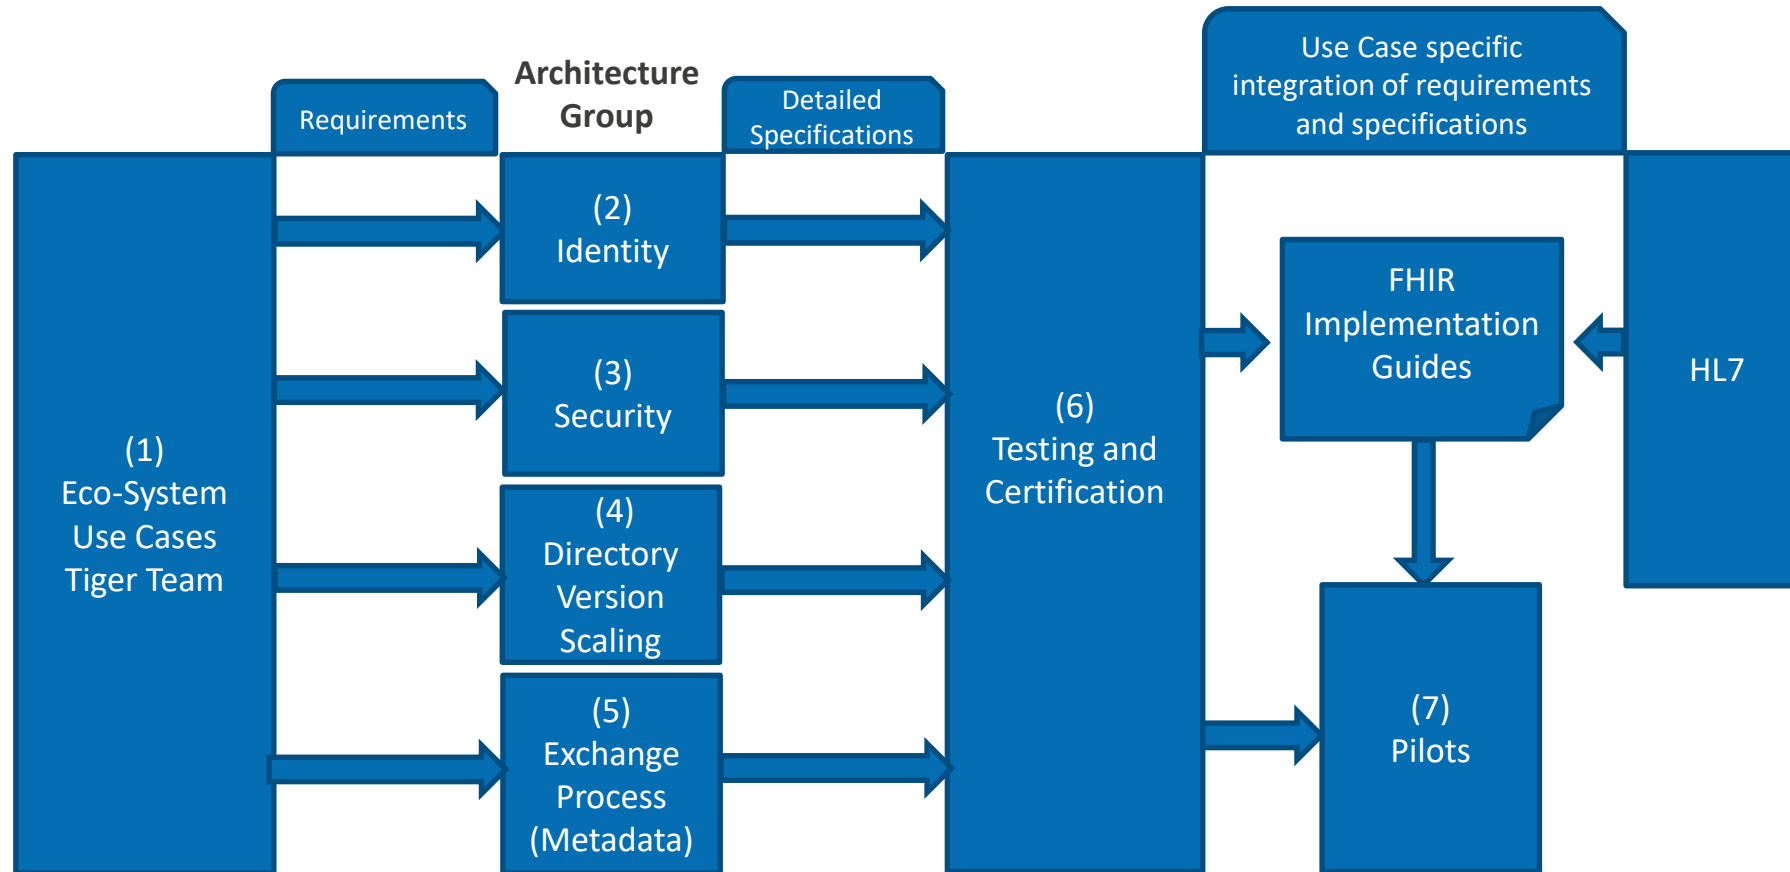 Requirements
Architecture
Group
Detailed
Specifications
Use Case specific
integration of requirements
and specifications
(1)
Eco-System
Use Cases
Tiger Team
(2)
Identity
(3)
Security
(4)
Directory
Version
Scaling
(5)
Exchange
Process
(Metadata)
(6)
Testing and
Certification
FHIR
Implementation
Guides
HL7
(7)
Pilots